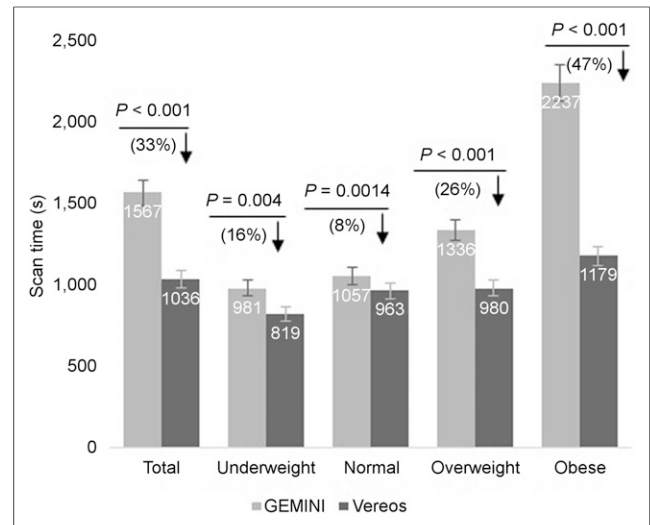 2,500
2,000
1,500
1,000
500
0
Scan time (s)
P < 0.001
(33%)
P = 0.004
(16%)
P = 0.0014
(8%)
P < 0.001
(26%)
P < 0.001
(47%)
1567
1036
981
819
1057
963
1336
980
2237
1179
Total Underweight Normal Overweight Obese
GEMINI Vereos